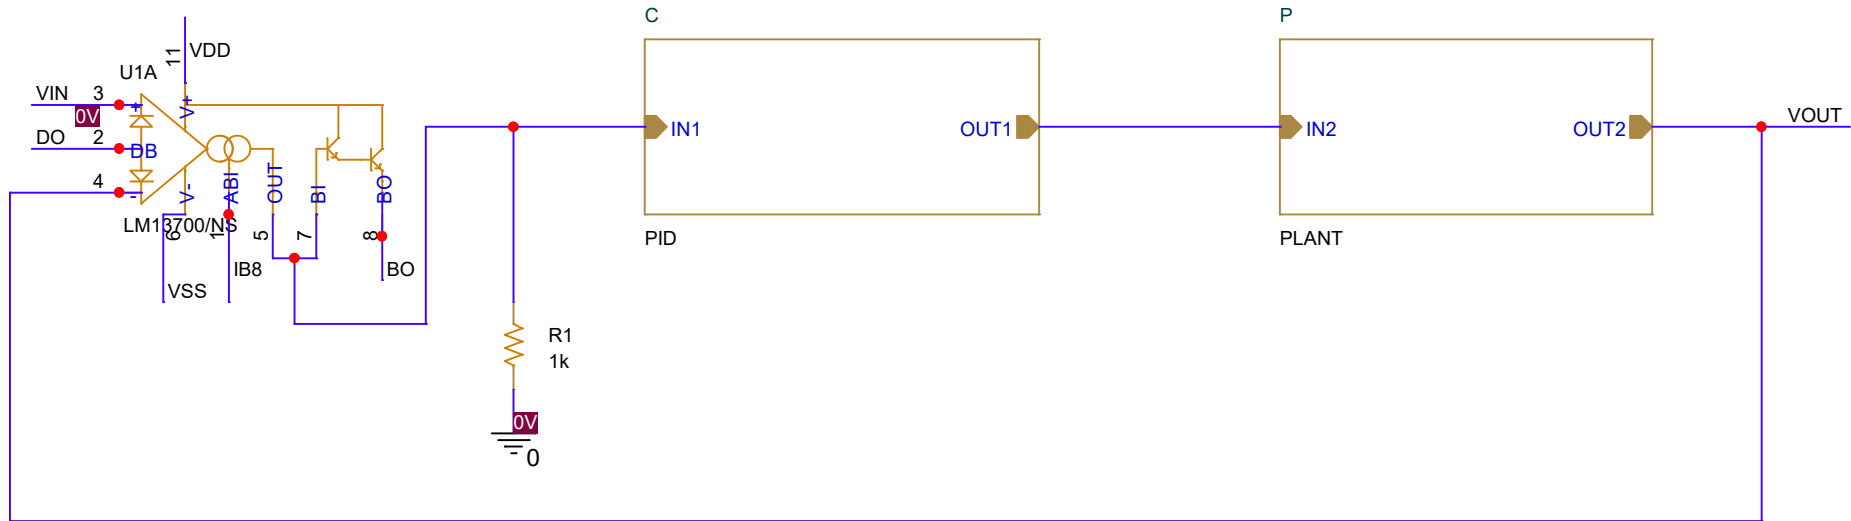 C
P
11
VDD
U1A
VIN
3
+
V+
0V
DO
2
DB
4
-
V-
ABI
OUT
BI
BO
LM13700/NS
6
1
5
7
8
VSS
IB8
BO
IN1
OUT1
IN2
OUT2
VOUT
PID
PLANT
R1
1k
0V
0